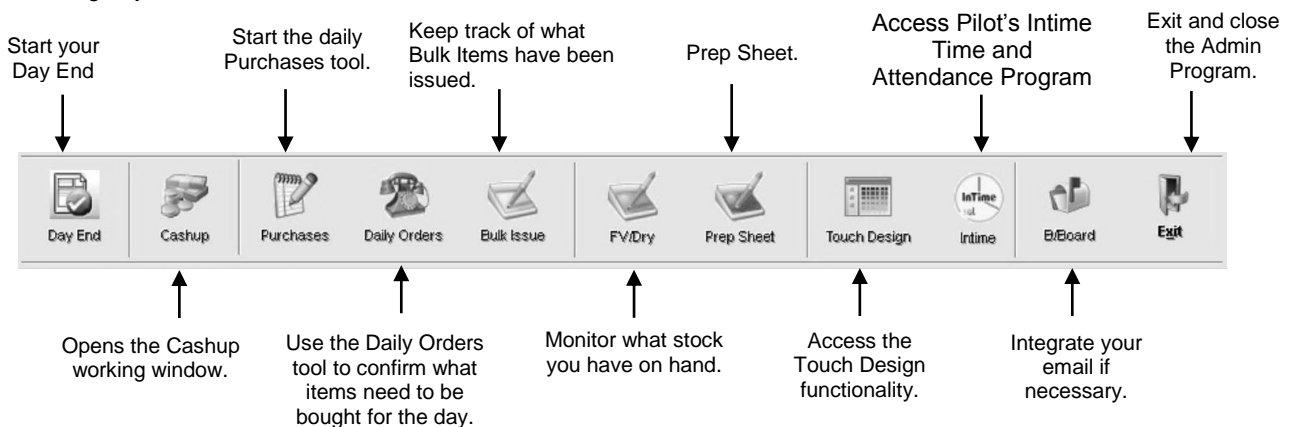 Start your
Day End
Start the daily
Purchases tool.
Keep track of what
Bulk Items have been
issued.
Prep Sheet.
Access Pilot's Intime
Time and
Attendance Program
Exit and close
the Admin
Program.
Day End
Cashup
Purchases
Daily Orders
Bulk Issue
FV/Dry
Prep Sheet
Touch Design
InTime
Intime
B/Board
Exit
Opens the Cashup
working window.
Use the Daily Orders
tool to confirm what
items need to be
bought for the day.
Monitor what stock
you have on hand.
Access the
Touch Design
functionality.
Integrate your
email if
necessary.